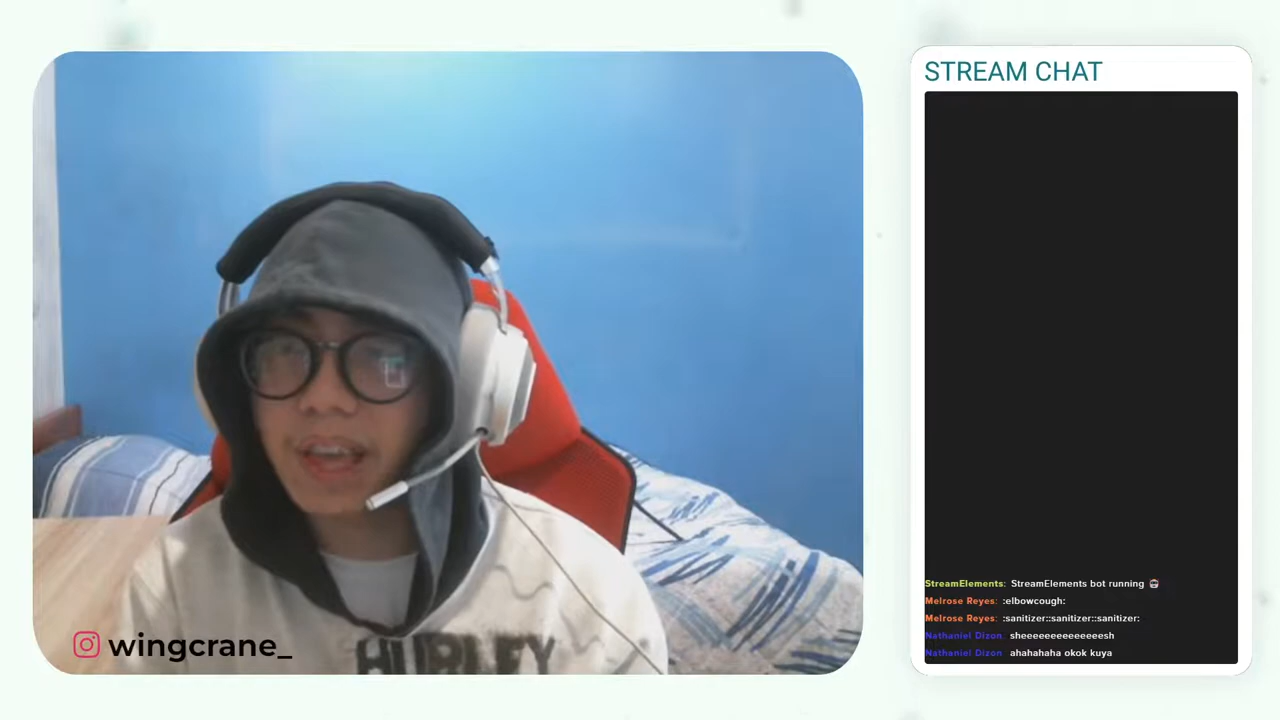 STREAM CHAT
StreamElements: StreamElements bot running
Melrose Reyes: :elbowcough:
Melrose Reyes: :sanitizer::sanitizer::sanitizer:
Nathaniel Dizon: sheeeeeeeeeeeeeesh
Nathaniel Dizon: ahahahaha okok kuya
wingcrane_
HURLEY